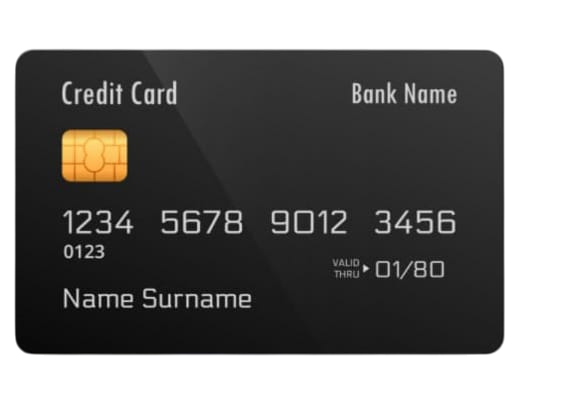 Credit Card Bank Name
1234 5678 9012 3456
0123
VALID THRU 01/80
Name Surname